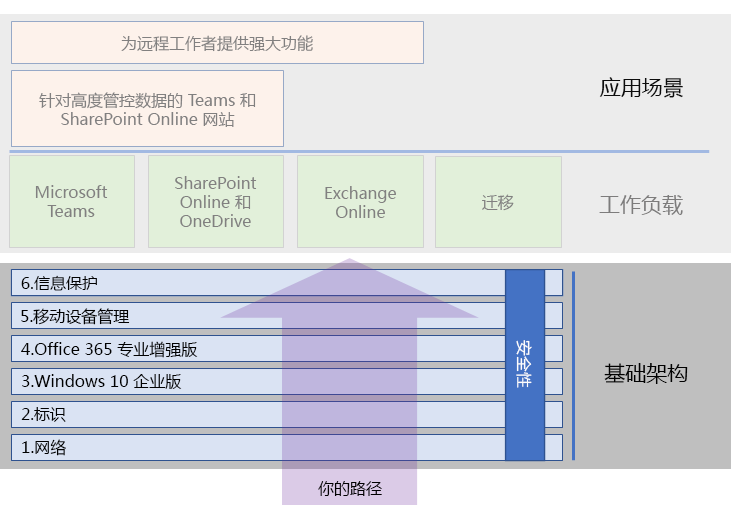 为远程工作者提供强大功能
针对高度管控数据的 Teams 和
SharePoint Online 网站
应用场景
Microsoft
Teams
SharePoint
Online 和
OneDrive
Exchange
Online
迁移
工作负载
6.信息保护
5.移动设备管理
4.Office 365 专业增强版
3.Windows 10 企业版
2.标识
1.网络
安全性
基础架构
你的路径